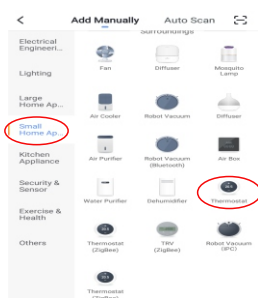 Add Manually
Auto Scan
Electrical
Engineeri...
Lighting
Large
Home Ap...
Small
Home Ap...
Kitchen
Appliance
Security &
Sensor
Exercise &
Health
Others
Surroundings
Fan
Diffuser
Mosquito
Lamp
Air Cooler
Robot Vacuum
Diffuser
Air Purifier
Robot Vacuum
(Bluetooth)
Air Box
Water Purifier
Dehumidifier
Thermostat
Thermostat
(ZigBee)
TRV
(ZigBee)
Robot Vacuum
(IPC)
Thermostat
(ZigBee)